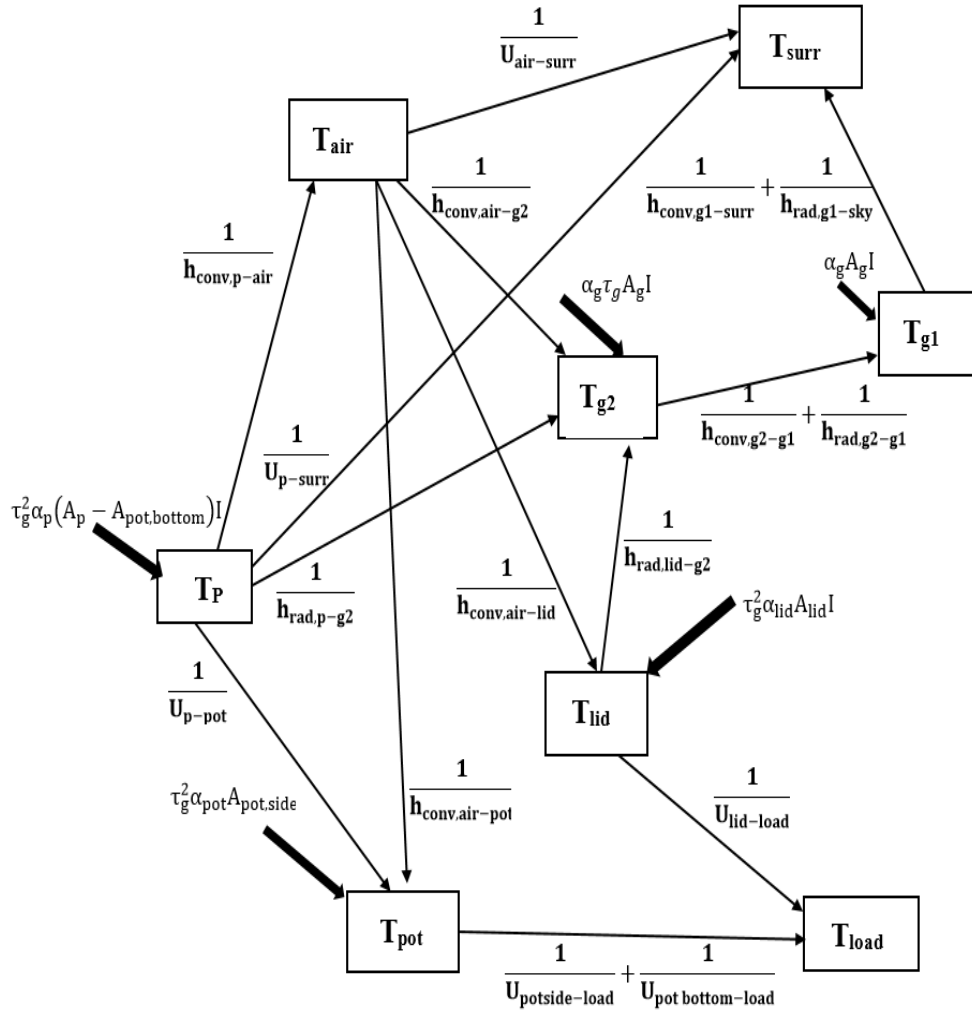 1/U_air−surr
T_surr
T_air
1/h_conv,air−g2
1/h_conv,g1−surr + 1/h_rad,g1−sky
1/h_conv,p−air
α_g τ_g A_g I
α_g A_g I
T_g1
T_g2
1/h_conv,g2−g1 + 1/h_rad,g2−g1
1/U_p−surr
τ_g^2 α_p (A_p − A_pot,bottom)I
T_P
1/h_rad,p−g2
1/h_conv,air−lid
1/h_rad,lid−g2
τ_g^2 α_lid A_lid I
1/U_p−pot
T_lid
τ_g^2 α_pot A_pot,side
1/h_conv,air−pot
1/U_lid−load
T_pot
T_load
1/U_potside−load + 1/U_pot bottom−load